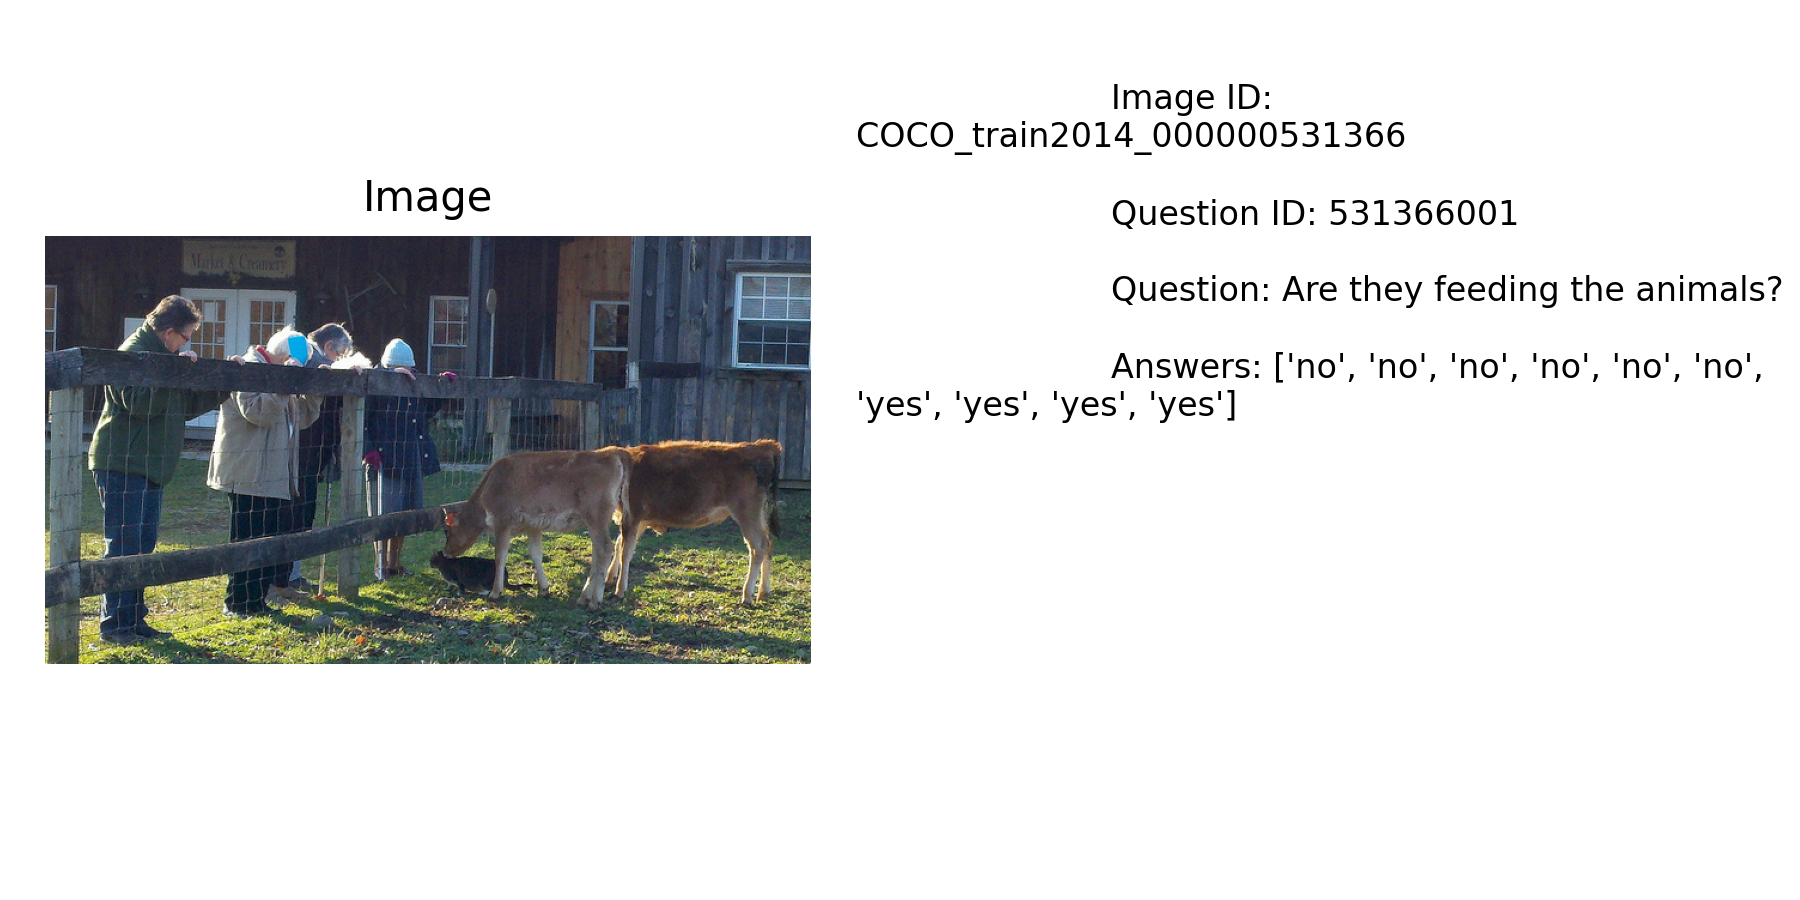 Image
Market & Creamery
Image ID:
COCO_train2014_000000531366
Question ID: 531366001
Question: Are they feeding the animals?
Answers: ['no', 'no', 'no', 'no', 'no', 'no',
'yes', 'yes', 'yes', 'yes']